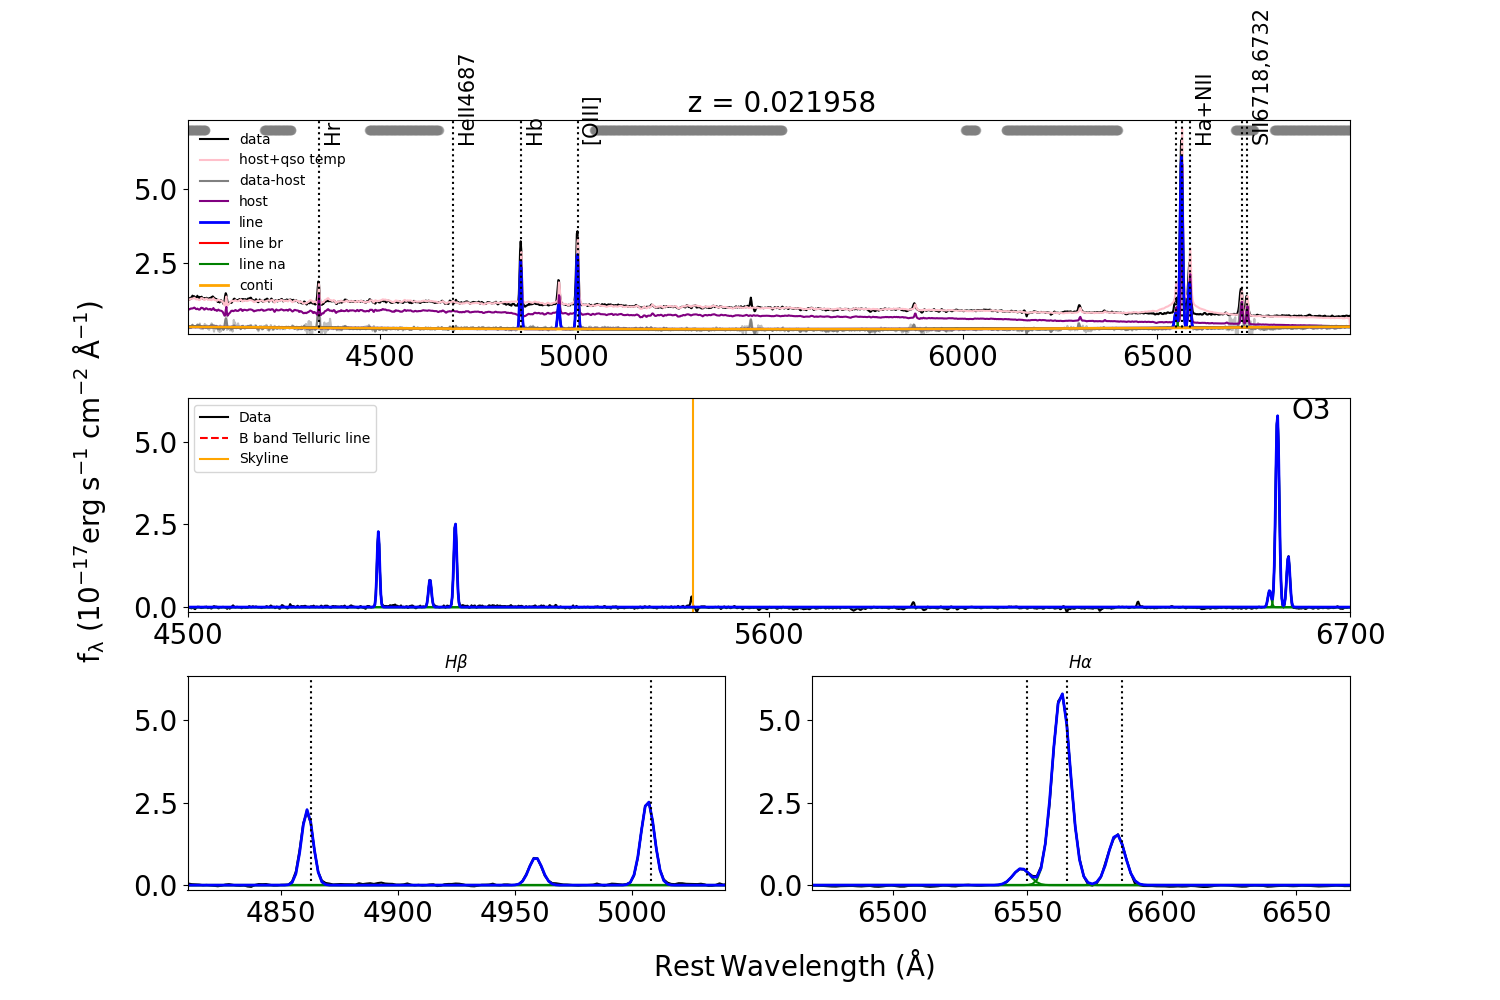 z = 0.021958
Hr
HeII4687
Hb
[OIII]
Ha+NII
SII6718,6732
data
host+qso temp
data-host
host
line
line br
line na
conti
5.0
2.5
4500 5000 5500 6000 6500
Data
B band Telluric line
Skyline
O3
5.0
2.5
0.0
4500 5600 6700
fλ (10⁻¹⁷erg s⁻¹ cm⁻² Å⁻¹)
Hβ
5.0
2.5
0.0
4850 4900 4950 5000
Hα
5.0
2.5
0.0
6500 6550 6600 6650
Rest Wavelength (Å)